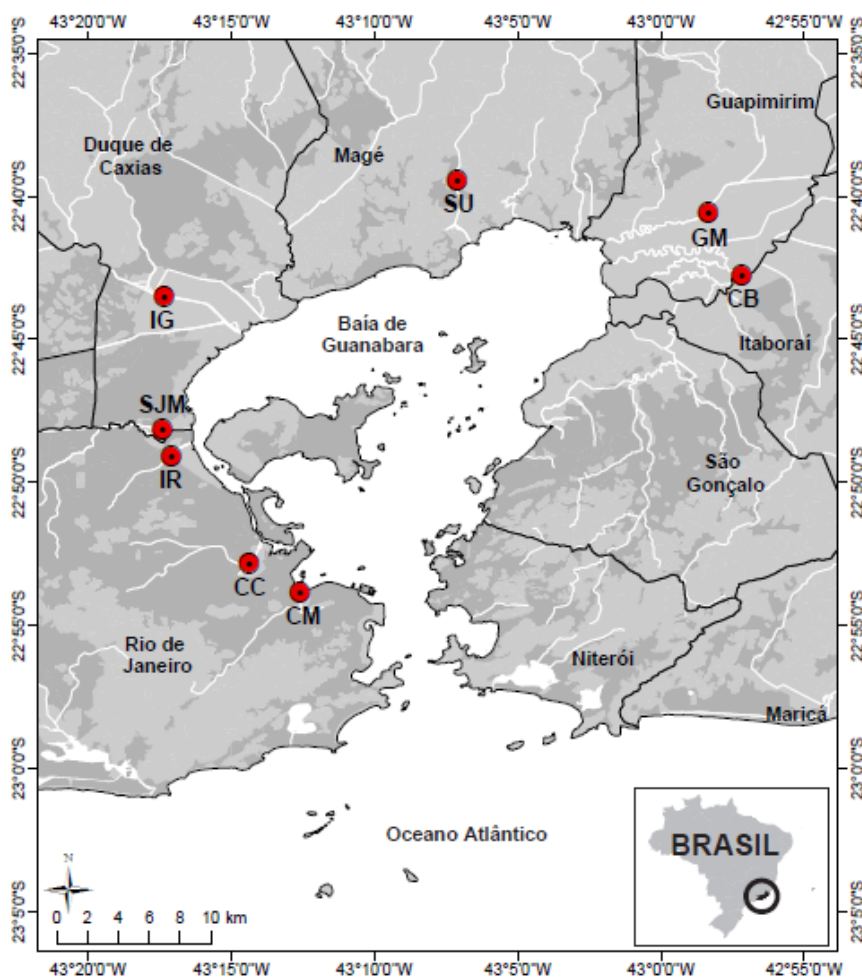 43°20'0"W 43°15'0"W 43°10'0"W 43°5'0"W 43°0'0"W 42°55'0"W
22°35'0"S 22°35'0"S
Guapimirim
Duque de
Caxias
Magé
22°40'0"S 22°40'0"S
SU
GM
CB
IG
Baía de
Guanabara
Itaboraí
22°45'0"S 22°45'0"S
SJM
IR
São
Gonçalo
22°50'0"S 22°50'0"S
CC
CM
22°55'0"S 22°55'0"S
Rio de
Janeiro
Niterói
Maricá
23°0'0"S 23°0'0"S
Oceano Atlântico
BRASIL
N
0 2 4 6 8 10 km
23°5'0"S 23°5'0"S
43°20'0"W 43°15'0"W 43°10'0"W 43°5'0"W 43°0'0"W 42°55'0"W